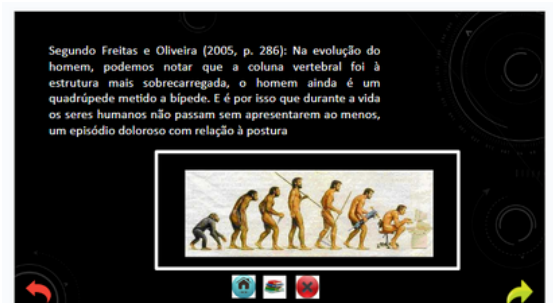 Segundo Freitas e Oliveira (2005, p. 286): Na evolução do
homem, podemos notar que a coluna vertebral foi à
estrutura mais sobrecarregada, o homem ainda é um
quadrúpede metido a bípede. E é por isso que durante a vida
os seres humanos não passam sem apresentarem ao menos,
um episódio doloroso com relação à postura